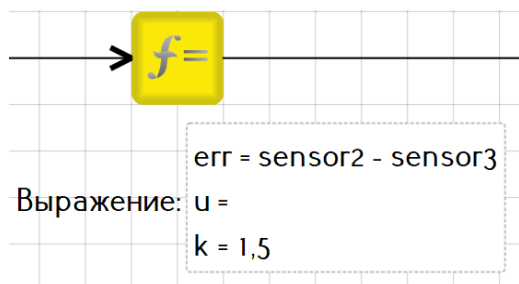 f=
err = sensor2 - sensor3
Выражение: u =
k = 1,5